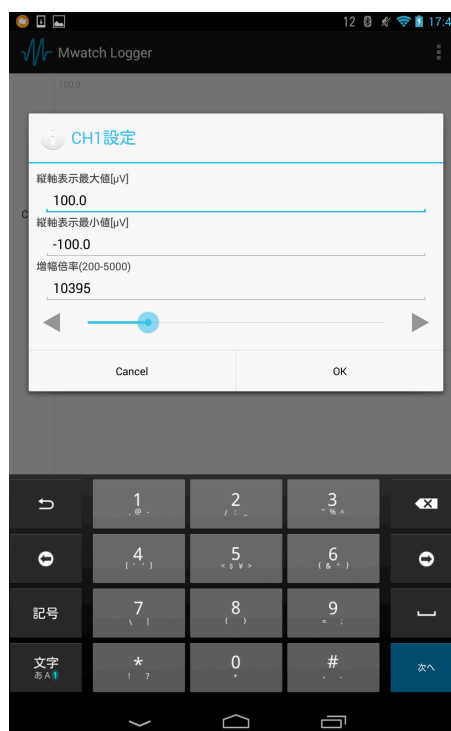 12 17:4
Mwatch Logger
100.0
CH1設定
縦軸表示最大値[μV]
100.0
C
縦軸表示最小値[μV]
-100.0
増幅倍率(200-5000)
10395
Cancel OK
1 2 3
. @ - / : _ ~ % ^
4 5 6
[ ' ' ] < $ ¥ > { & " }
記号 7 8 9
\ | ( ) = ;
文字 * 0 # 次へ
あA1 ! ? + , .